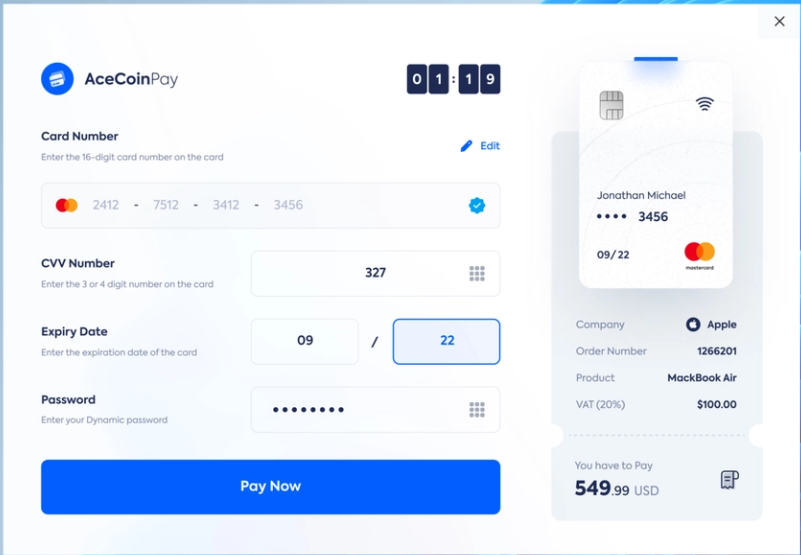 AceCoinPay
01:19
Card Number
Enter the 16-digit card number on the card
Edit
2412 - 7512 - 3412 - 3456
CVV Number
Enter the 3 or 4 digit number on the card
327
Expiry Date
Enter the expiration date of the card
09 / 22
Password
Enter your Dynamic password
••••••••
Pay Now
Jonathan Michael
•••• 3456
09/22
mastercard
Company Apple
Order Number 1266201
Product MackBook Air
VAT (20%) $100.00
You have to Pay
549.99 USD